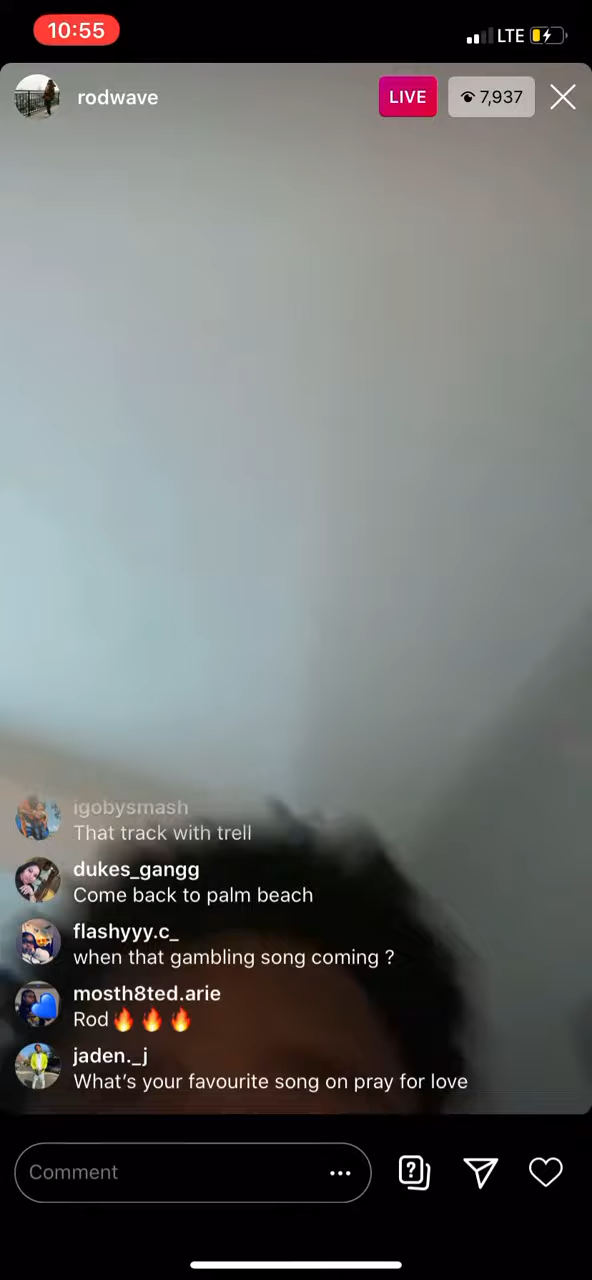 10:55
LTE
rodwave
LIVE
7,937
igobysmash
That track with trell
dukes_gangg
Come back to palm beach
flashyyy.c_
when that gambling song coming ?
mosth8ted.arie
Rod🔥🔥🔥
jaden._j
What's your favourite song on pray for love
Comment